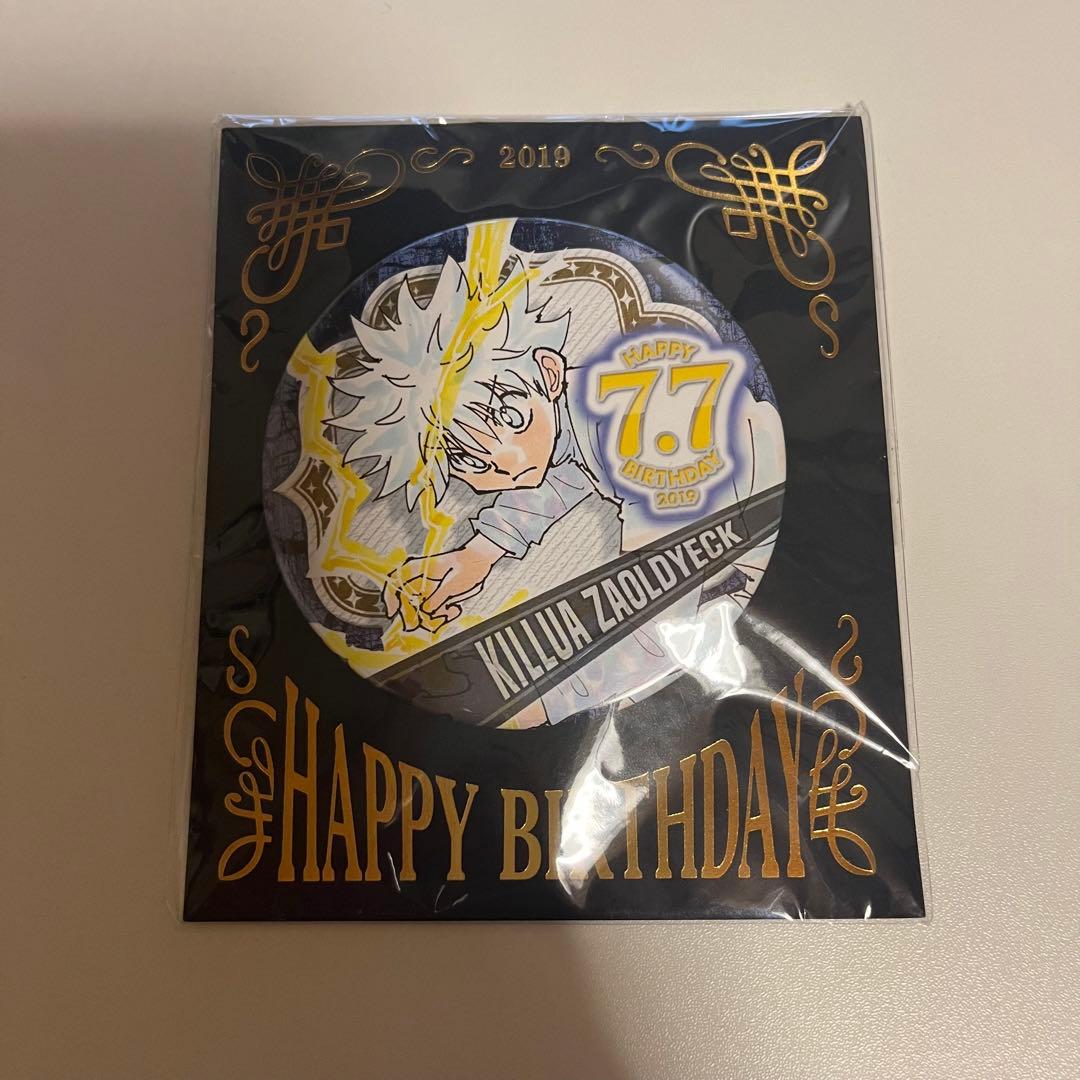 2019
HAPPY
7.7
BIRTHDAY
2019
KILLUA ZAOLDYECK
HAPPY BIRTHDAY